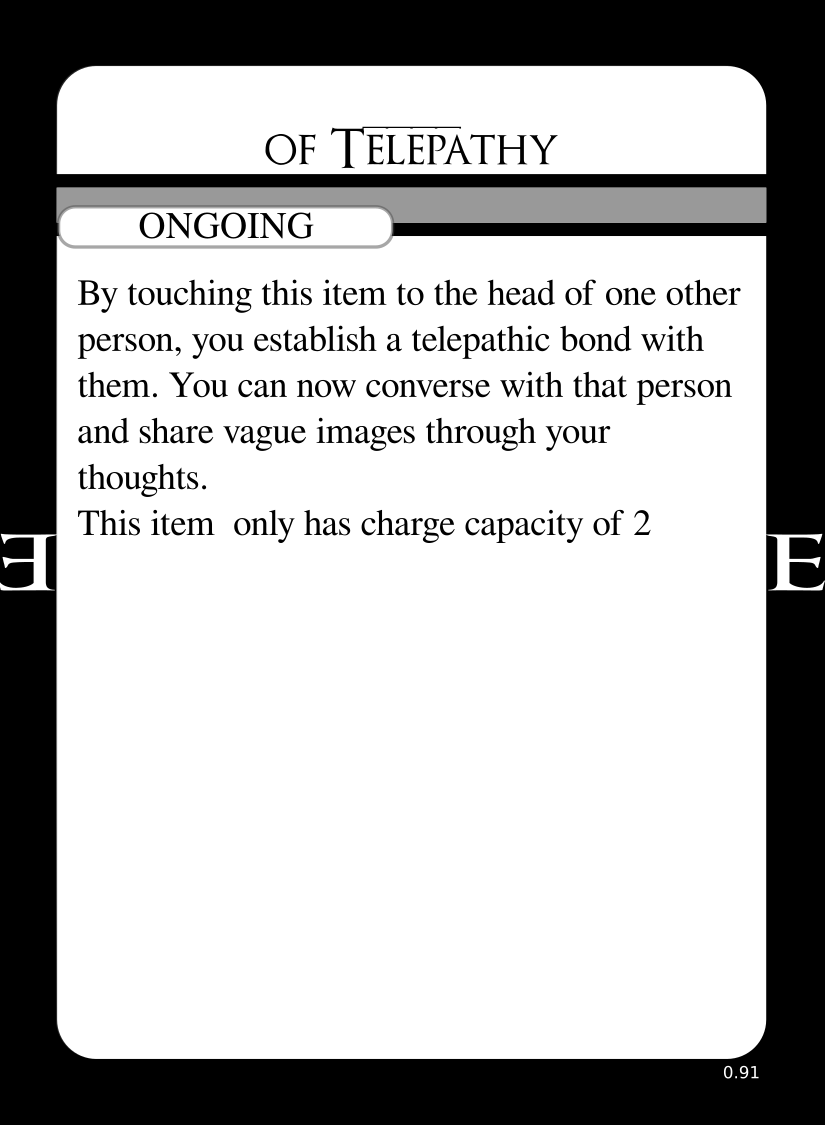 OF TELEPATHY
ONGOING
By touching this item to the head of one other
person, you establish a telepathic bond with
them. You can now converse with that person
and share vague images through your
thoughts.
This item  only has charge capacity of 2
E
E
0.91